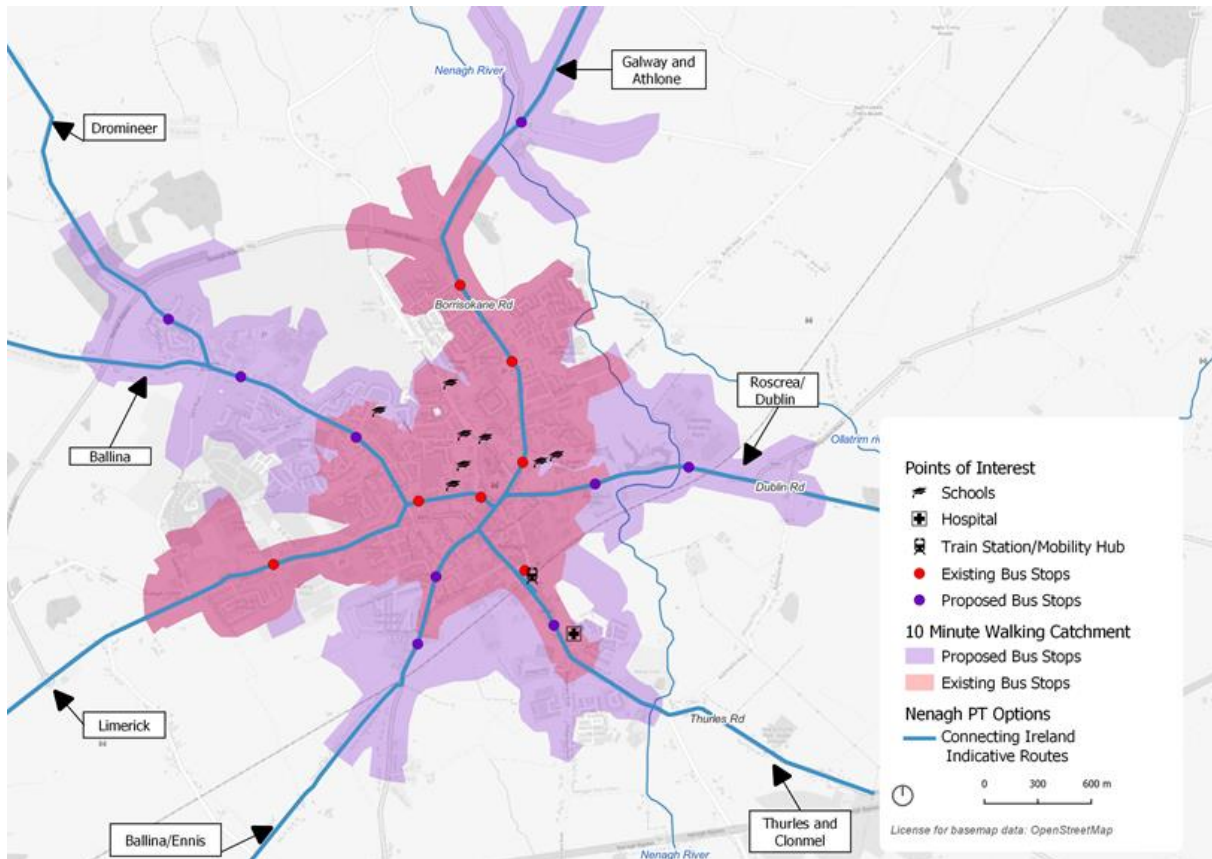 Nenagh River
Galway and
Athlone
Dromineer
Borrisokane Rd
Roscrea/
Dublin
Ballina
Ollatrim riv
Dublin Rd
Limerick
Thurles Rd
Ballina/Ennis
Thurles and
Clonmel
Nenagh River
Points of Interest
Schools
Hospital
Train Station/Mobility Hub
Existing Bus Stops
Proposed Bus Stops
10 Minute Walking Catchment
Proposed Bus Stops
Existing Bus Stops
Nenagh PT Options
Connecting Ireland
Indicative Routes
0 300 600 m
License for basemap data: OpenStreetMap